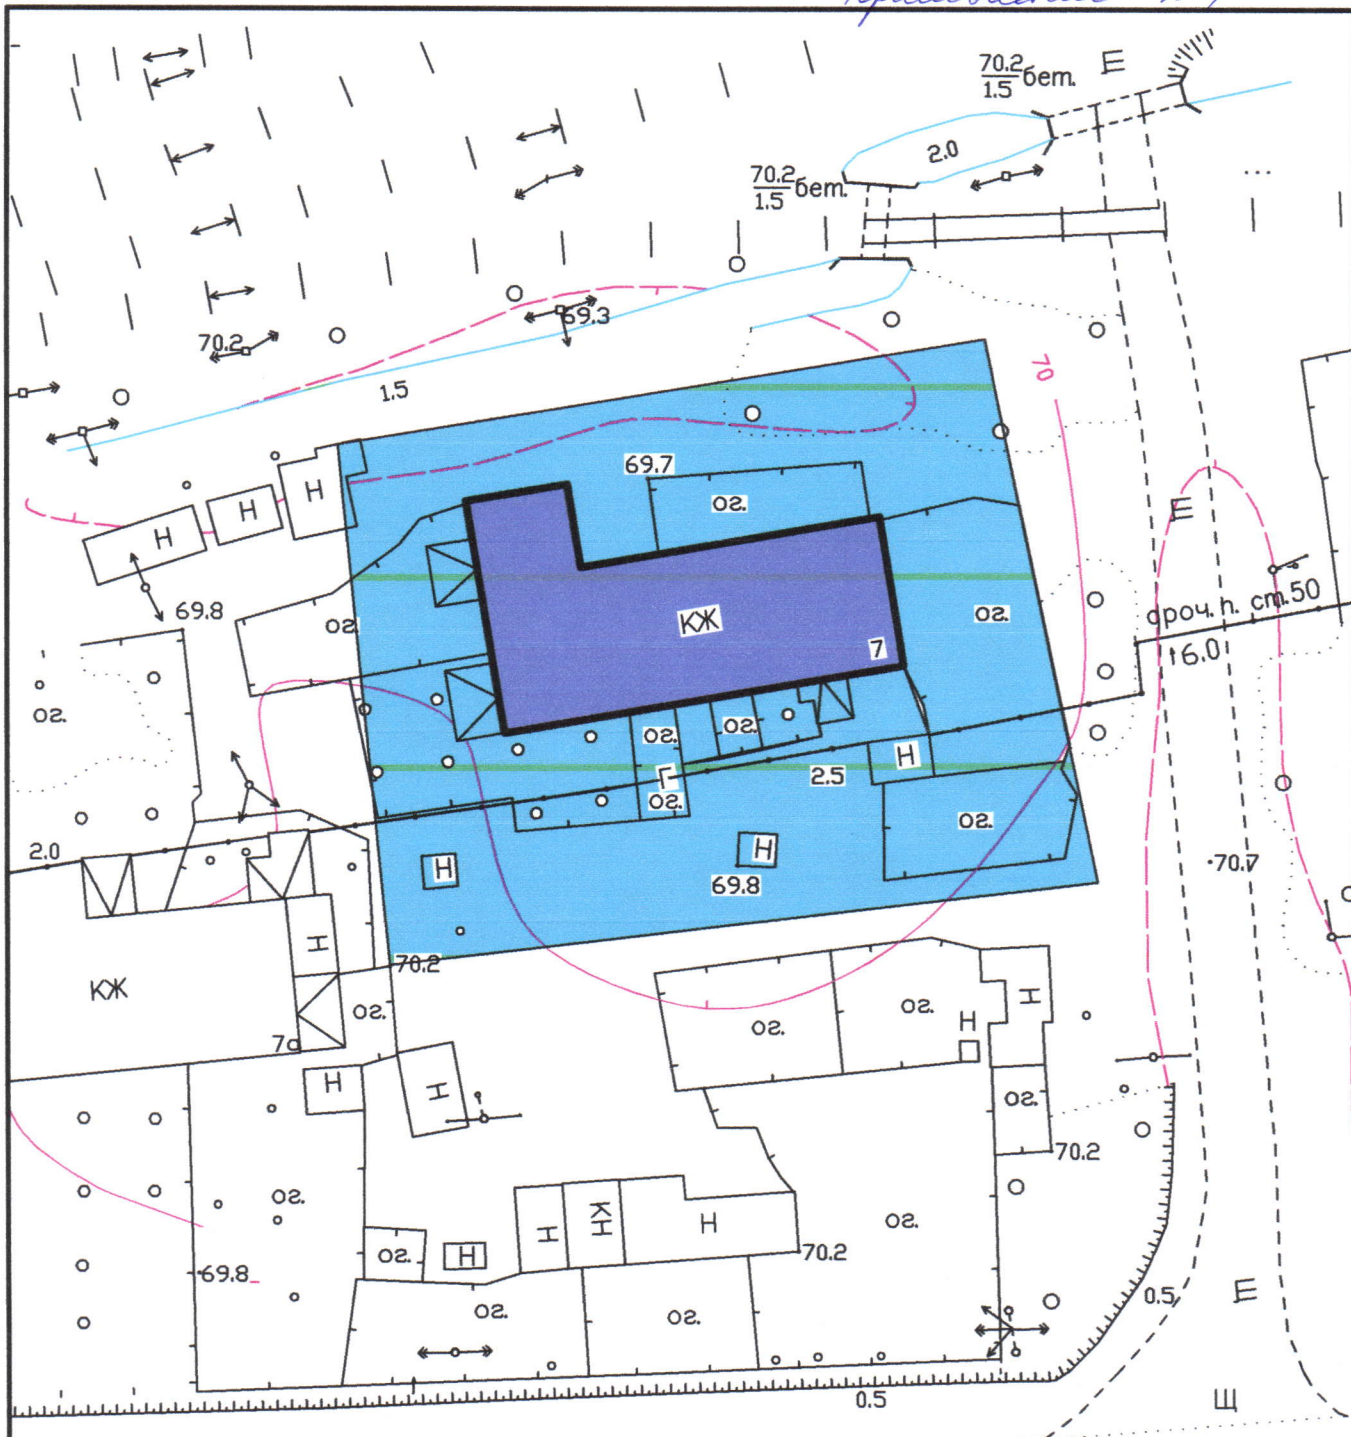 70.2
1.5 бет.
Ш
2.0
70.2
1.5 бет.
69.3
70.2
1.5
70
69.7
ог.
Н
Н
Н
Ш
69.8
ог.
КЖ
7
ог.
ст.50
6.0
ог.
ог.
ог.
Г
ог.
2.5
Н
ог.
2.0
Н
Н
69.8
70.7
Н
70.2
КЖ
ог.
7а
ог.
ог.
Н
Н
Н
Н
ог.
70.2
ог.
Н
КН
Н
ог.
ог.
Н
70.2
69.8
ог.
ог.
0.5
Ш
0.5
Щ